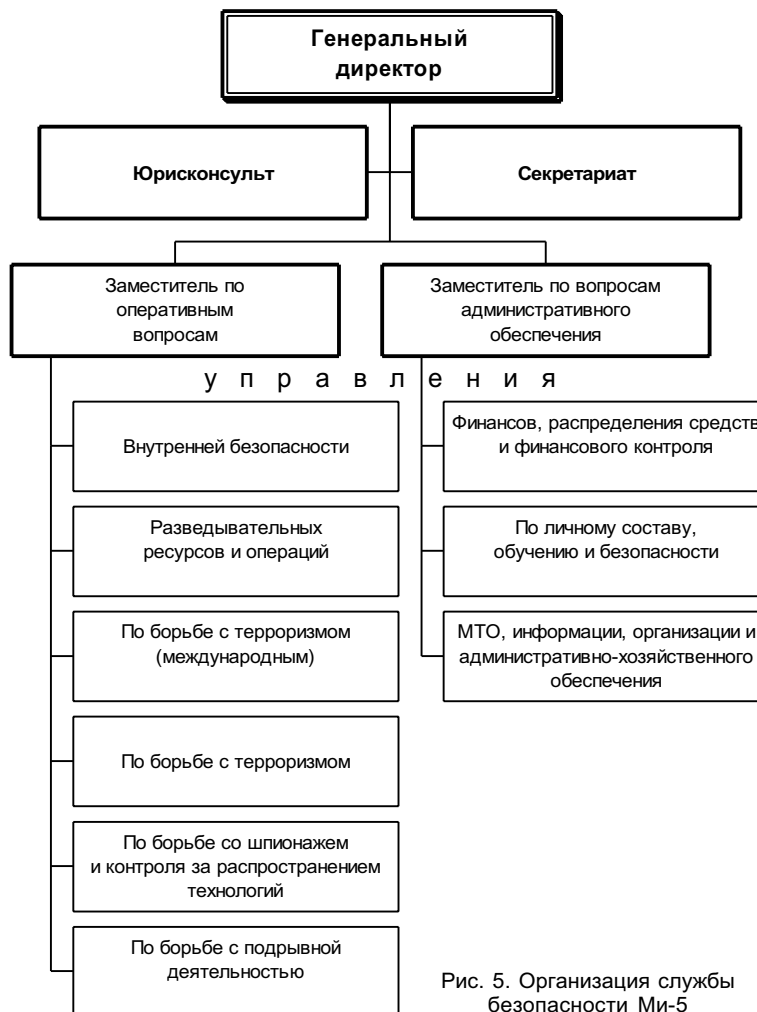 Генеральный
директор
Юрисконсульт
Секретариат
Заместитель по
оперативным
вопросам
Заместитель по вопросам
административного
обеспечения
управления
Внутренней безопасности
Разведывательных
ресурсов и операций
По борьбе с терроризмом
(международным)
По борьбе с терроризмом
По борьбе со шпионажем
и контроля за распространением
технологий
По борьбе с подрывной
деятельностью
Финансов, распределения средств
и финансового контроля
По личному составу,
обучению и безопасности
МТО, информации, организации и
административно-хозяйственного
обеспечения
Рис. 5. Организация службы
безопасности Ми-5